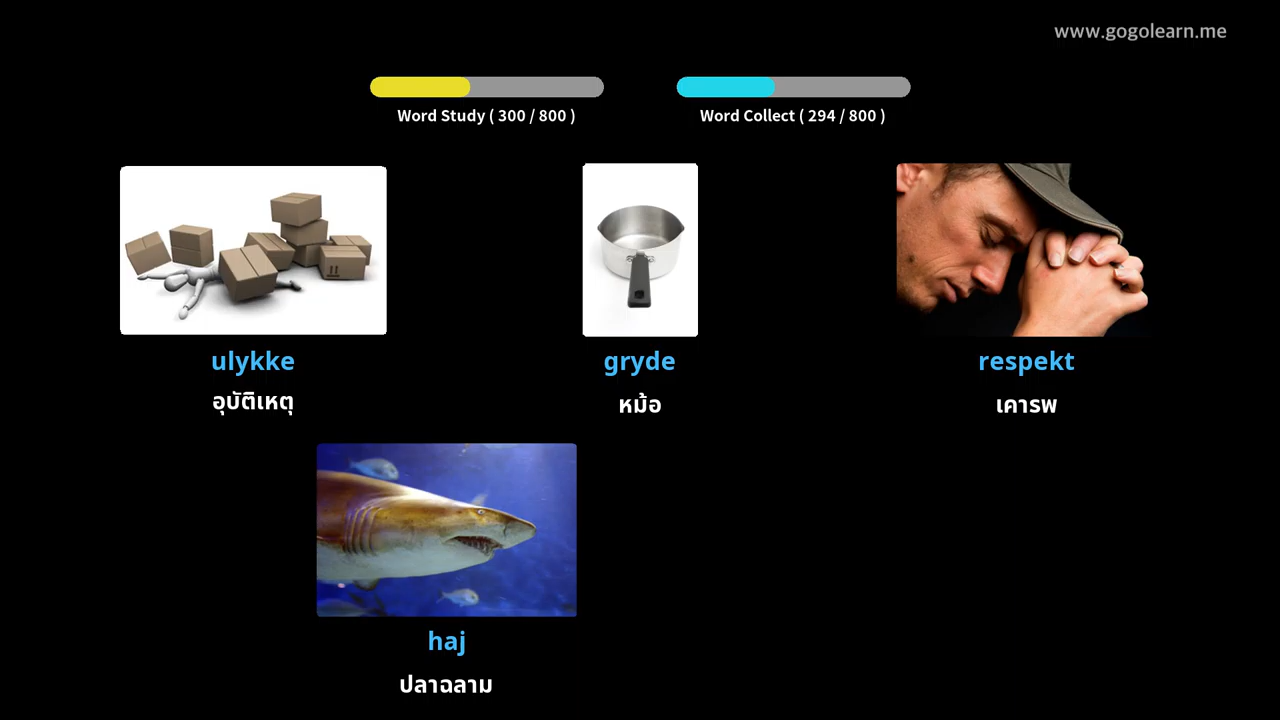 www.gogolearn.me
Word Study ( 300 / 800 )
Word Collect ( 294 / 800 )
ulykke
อุบัติเหตุ
gryde
หม้อ
respekt
เคารพ
haj
ปลาฉลาม